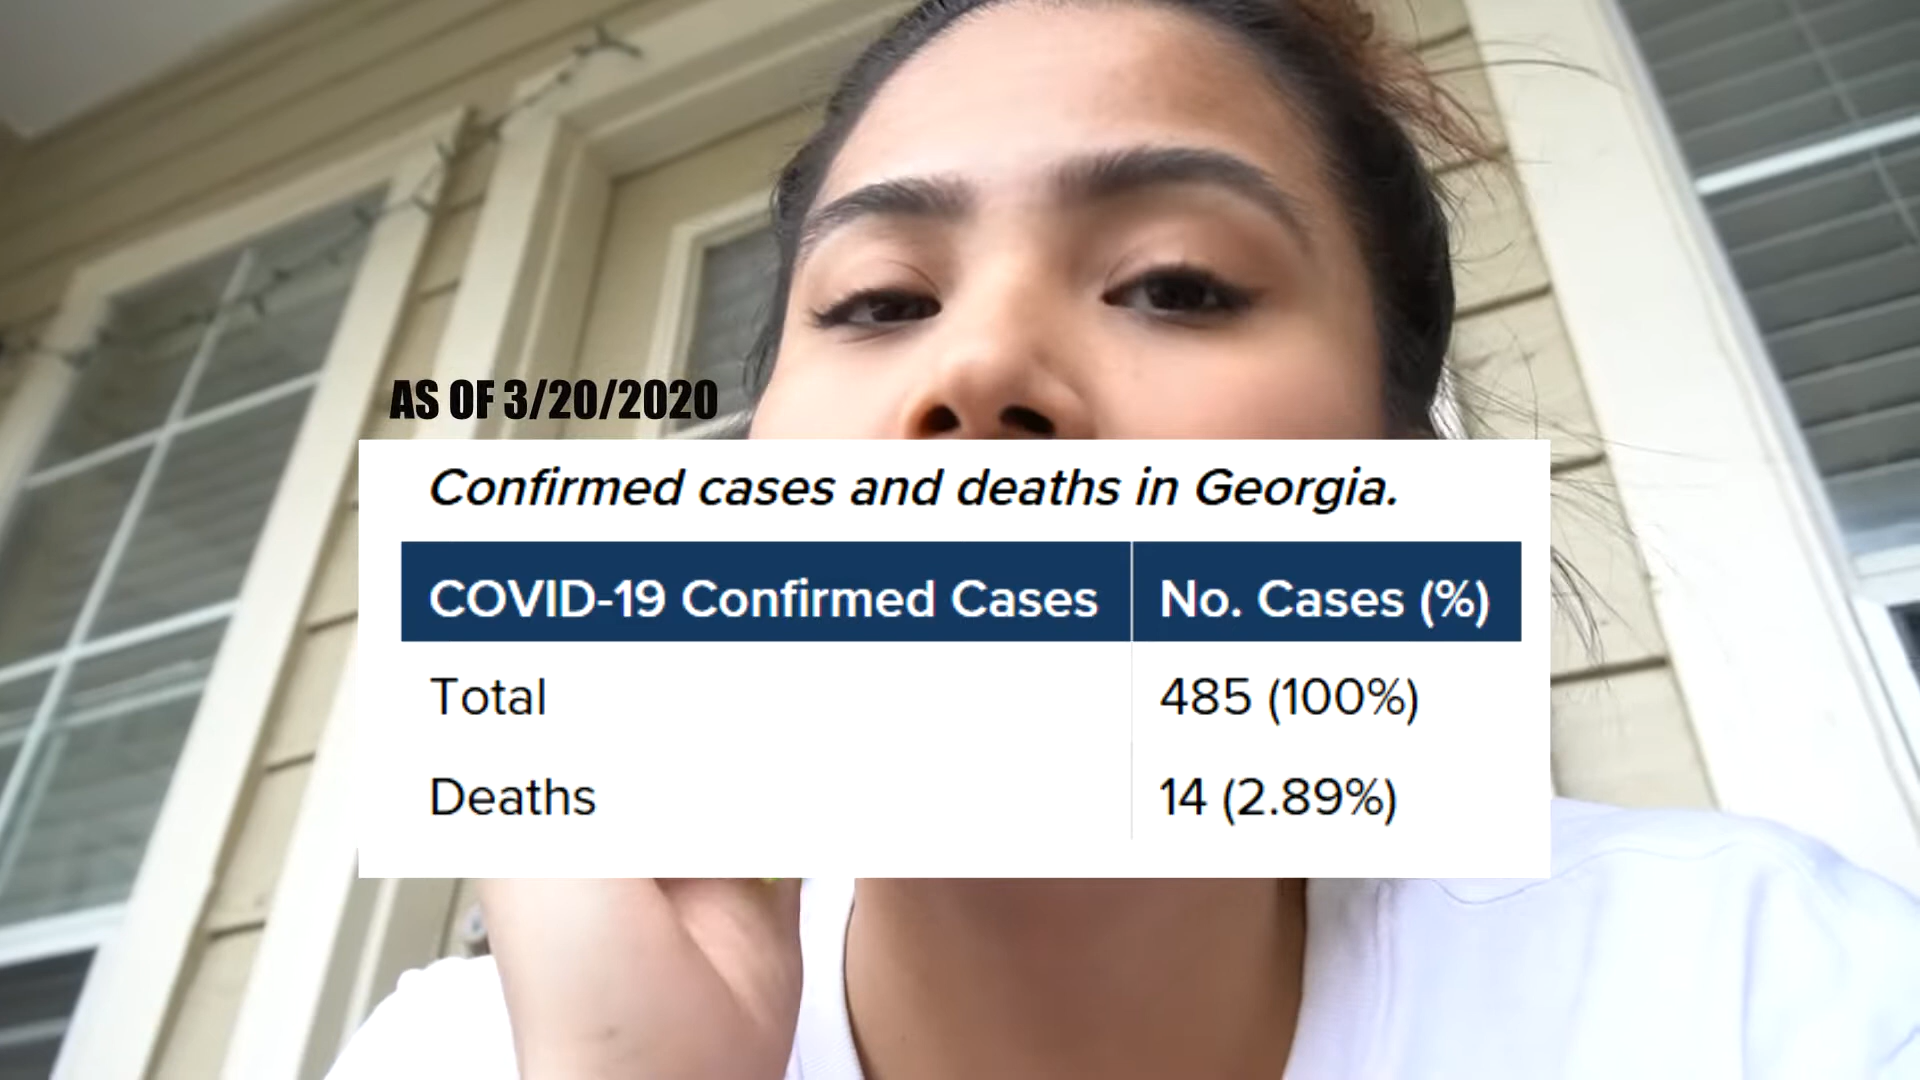 AS OF 3/20/2020
Confirmed cases and deaths in Georgia.
COVID-19 Confirmed Cases No. Cases (%)
Total 485 (100%)
Deaths 14 (2.89%)